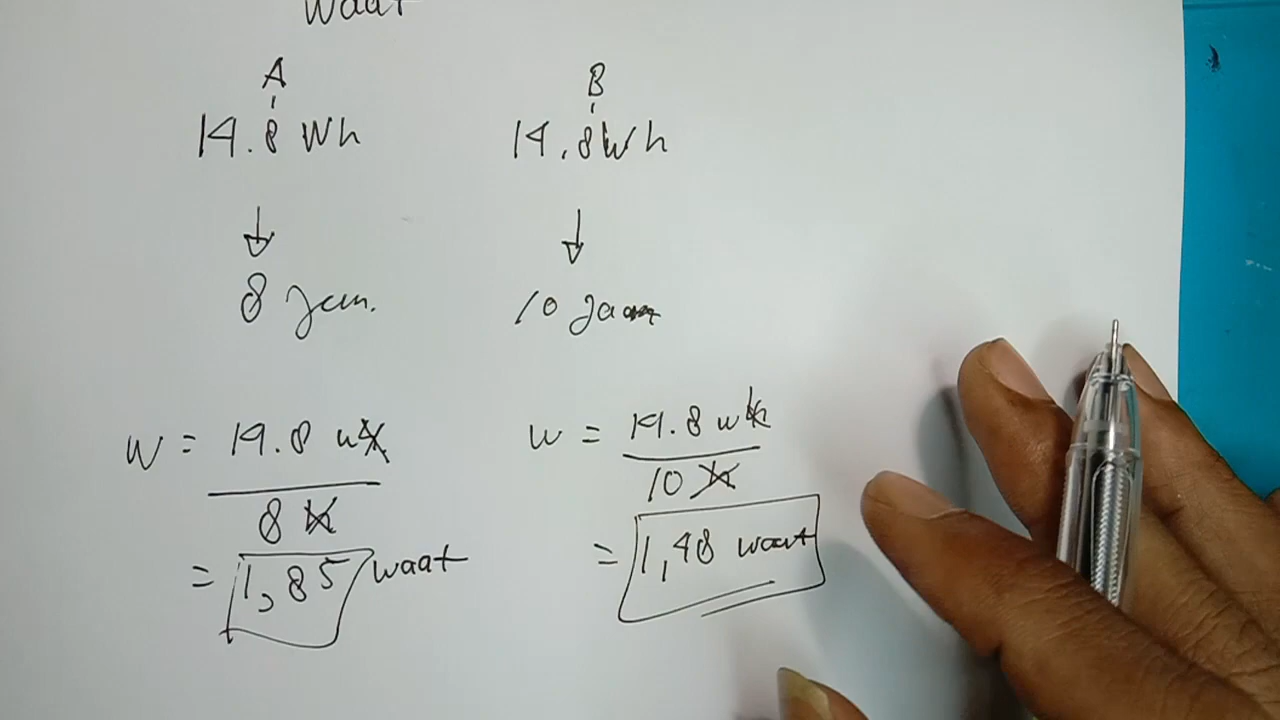 waat
A
14.8 Wh
8 Jam.
W = 14.8 wh
8 h
= 1,85 waat
B
14.8 Wh
10 Jam
W = 14.8 wh
10 h
= 1,48 waat